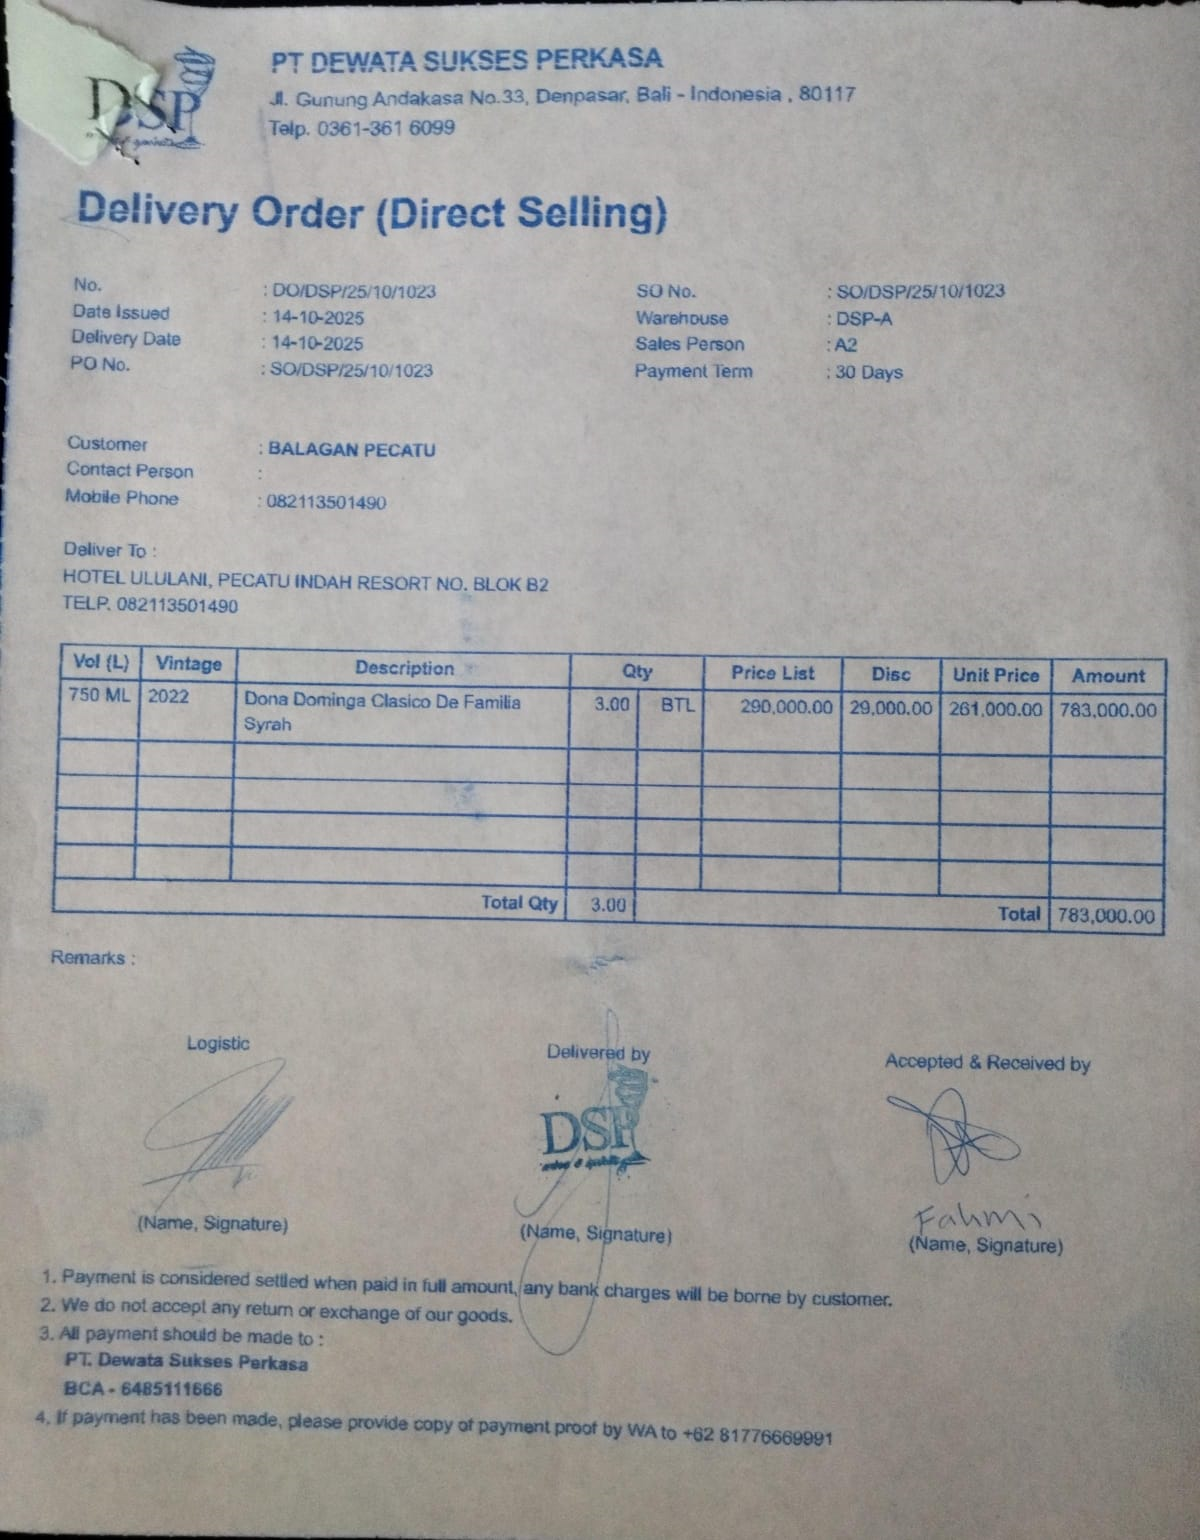 DSP
PT DEWATA SUKSES PERKASA
Jl. Gunung Andakasa No.33, Denpasar, Bali - Indonesia , 80117
Telp. 0361-361 6099
Delivery Order (Direct Selling)
No. : DO/DSP/25/10/1023 SO No. : SO/DSP/25/10/1023
Date Issued : 14-10-2025 Warehouse : DSP-A
Delivery Date : 14-10-2025 Sales Person : A2
PO No. : SO/DSP/25/10/1023 Payment Term : 30 Days
Customer : BALAGAN PECATU
Contact Person :
Mobile Phone : 082113501490
Deliver To :
HOTEL ULULANI, PECATU INDAH RESORT NO. BLOK B2
TELP. 082113501490
Vol (L) Vintage Description Qty Price List Disc Unit Price Amount
750 ML 2022 Dona Dominga Clasico De Familia 3.00 BTL 290,000.00 29,000.00 261,000.00 783,000.00
Syrah
Total Qty 3.00 Total 783,000.00
Remarks :
Logistic Delivered by Accepted & Received by
DSP
Fahmi
(Name, Signature) (Name, Signature) (Name, Signature)
1. Payment is considered settled when paid in full amount, any bank charges will be borne by customer.
2. We do not accept any return or exchange of our goods.
3. All payment should be made to :
PT. Dewata Sukses Perkasa
BCA - 6485111666
4. If payment has been made, please provide copy of payment proof by WA to +62 81776669991